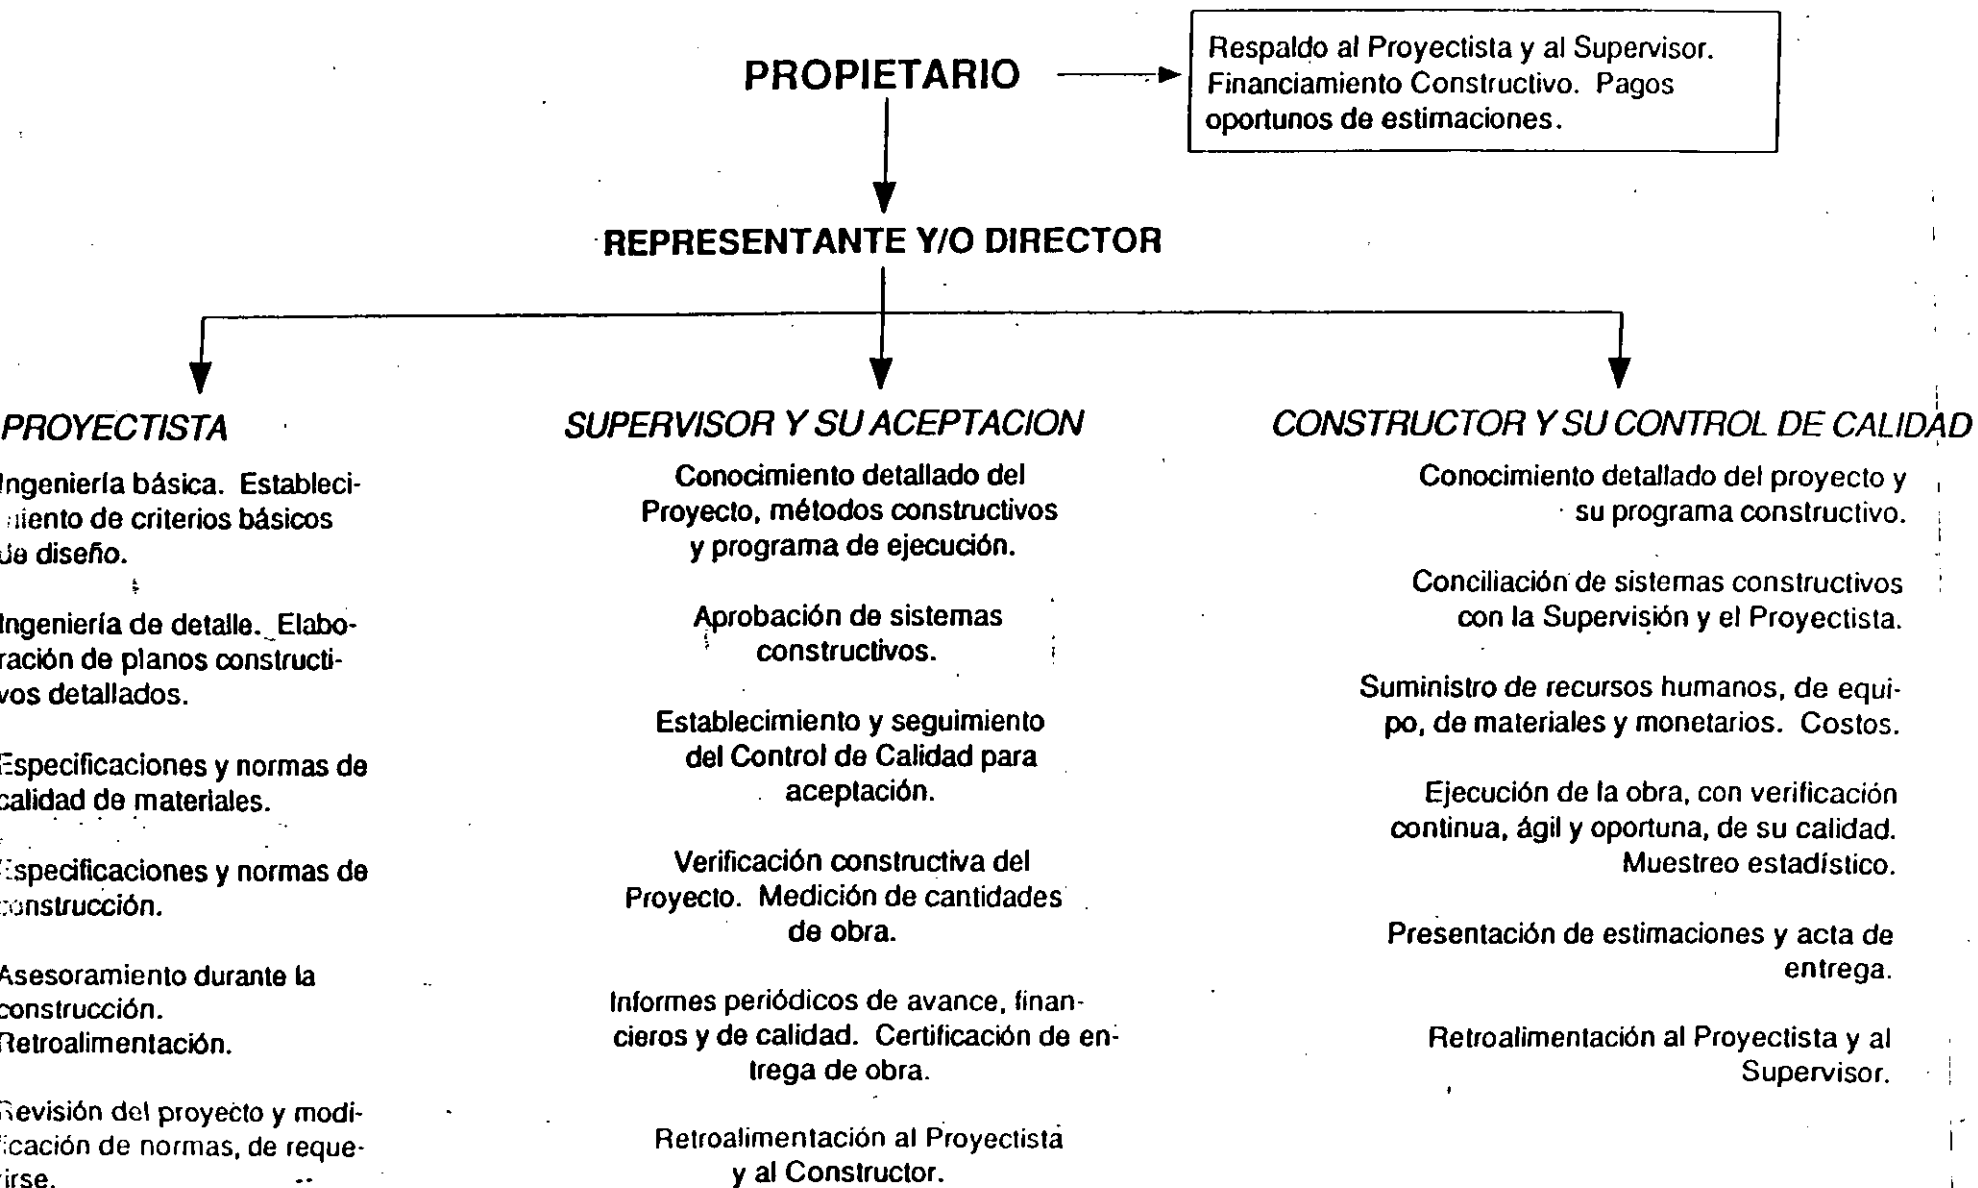 PROPIETARIO
Respaldo al Proyectista y al Supervisor.
Financiamiento Constructivo. Pagos
oportunos de estimaciones.
REPRESENTANTE Y/O DIRECTOR
PROYECTISTA
Ingeniería básica. Estableci-
miento de criterios básicos
de diseño.
Ingeniería de detalle. Elabo-
ración de planos constructi-
vos detallados.
Especificaciones y normas de
calidad de materiales.
Especificaciones y normas de
construcción.
Asesoramiento durante la
construcción.
Retroalimentación.
Revisión del proyecto y modi-
ficación de normas, de reque-
rirse.
SUPERVISOR Y SU ACEPTACION
Conocimiento detallado del
Proyecto, métodos constructivos
y programa de ejecución.
Aprobación de sistemas
constructivos.
Establecimiento y seguimiento
del Control de Calidad para
aceptación.
Verificación constructiva del
Proyecto. Medición de cantidades
de obra.
Informes periódicos de avance, finan-
cieros y de calidad. Certificación de en-
trega de obra.
Retroalimentación al Proyectista
y al Constructor.
CONSTRUCTOR Y SU CONTROL DE CALIDAD
Conocimiento detallado del proyecto y
su programa constructivo.
Conciliación de sistemas constructivos
con la Supervisión y el Proyectista.
Suministro de recursos humanos, de equi-
po, de materiales y monetarios. Costos.
Ejecución de la obra, con verificación
continua, ágil y oportuna, de su calidad.
Muestreo estadístico.
Presentación de estimaciones y acta de
entrega.
Retroalimentación al Proyectista y al
Supervisor.